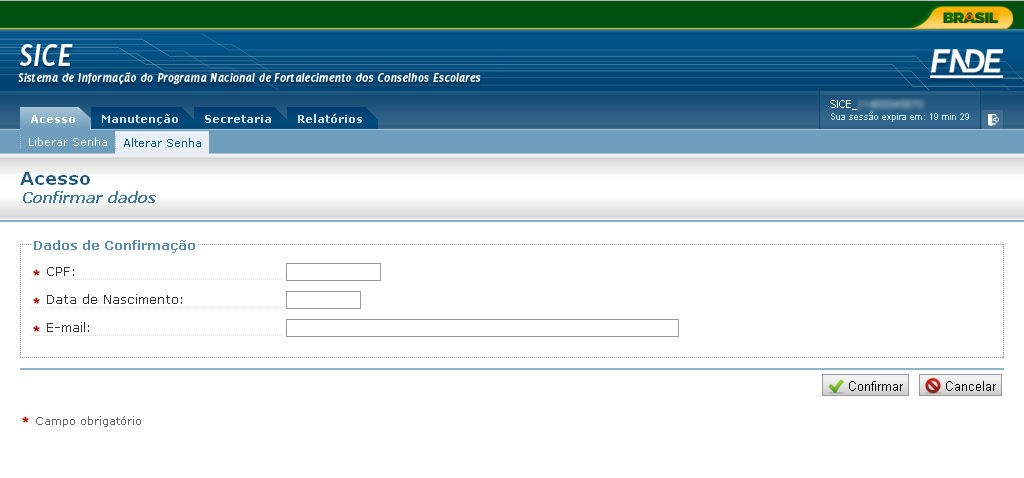 BRASIL
SICE
Sistema de Informação do Programa Nacional de Fortalecimento dos Conselhos Escolares
FNDE
SICE_
Sua sessão expira em: 19 min 29
Acesso Manutenção Secretaria Relatórios
Liberar Senha Alterar Senha
Acesso
Confirmar dados
Dados de Confirmação
* CPF:
* Data de Nascimento:
* E-mail:
Confirmar Cancelar
* Campo obrigatório